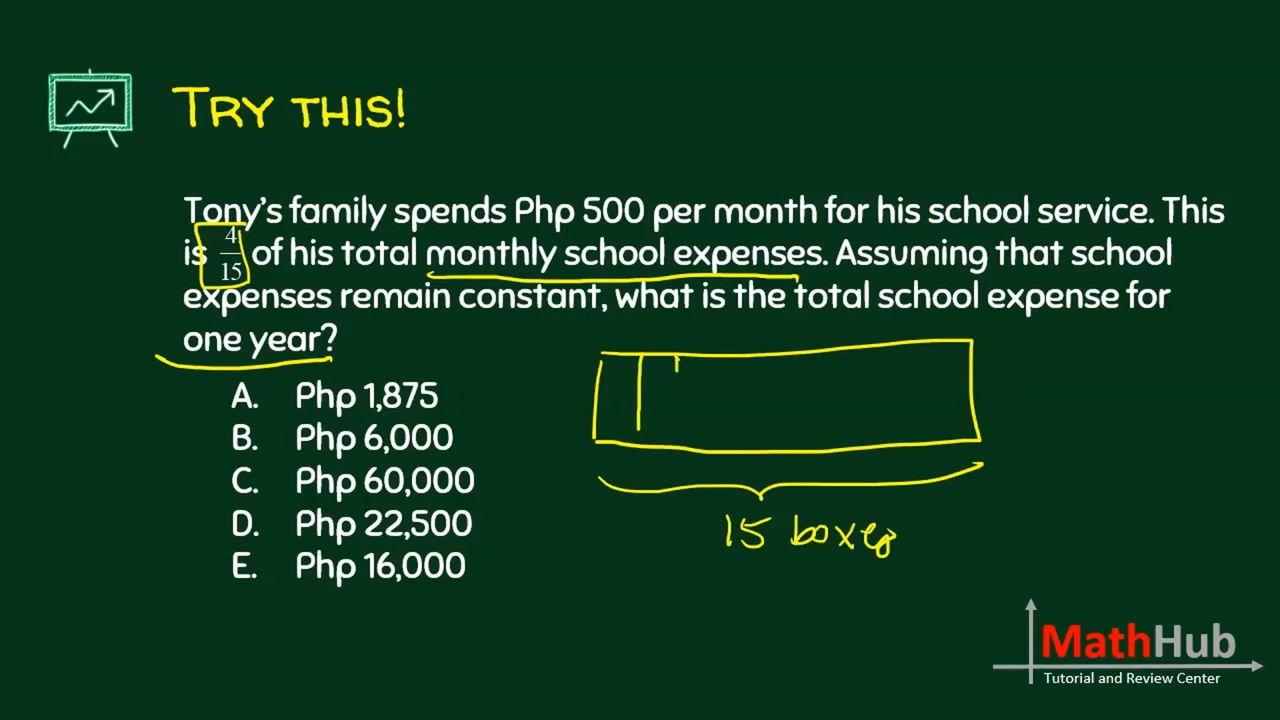 TRY THIS!
Tony's family spends Php 500 per month for his school service. This
is 4/15 of his total monthly school expenses. Assuming that school
expenses remain constant, what is the total school expense for
one year?
A. Php 1,875
B. Php 6,000
C. Php 60,000
D. Php 22,500
E. Php 16,000
15 boxes
MathHub
Tutorial and Review Center